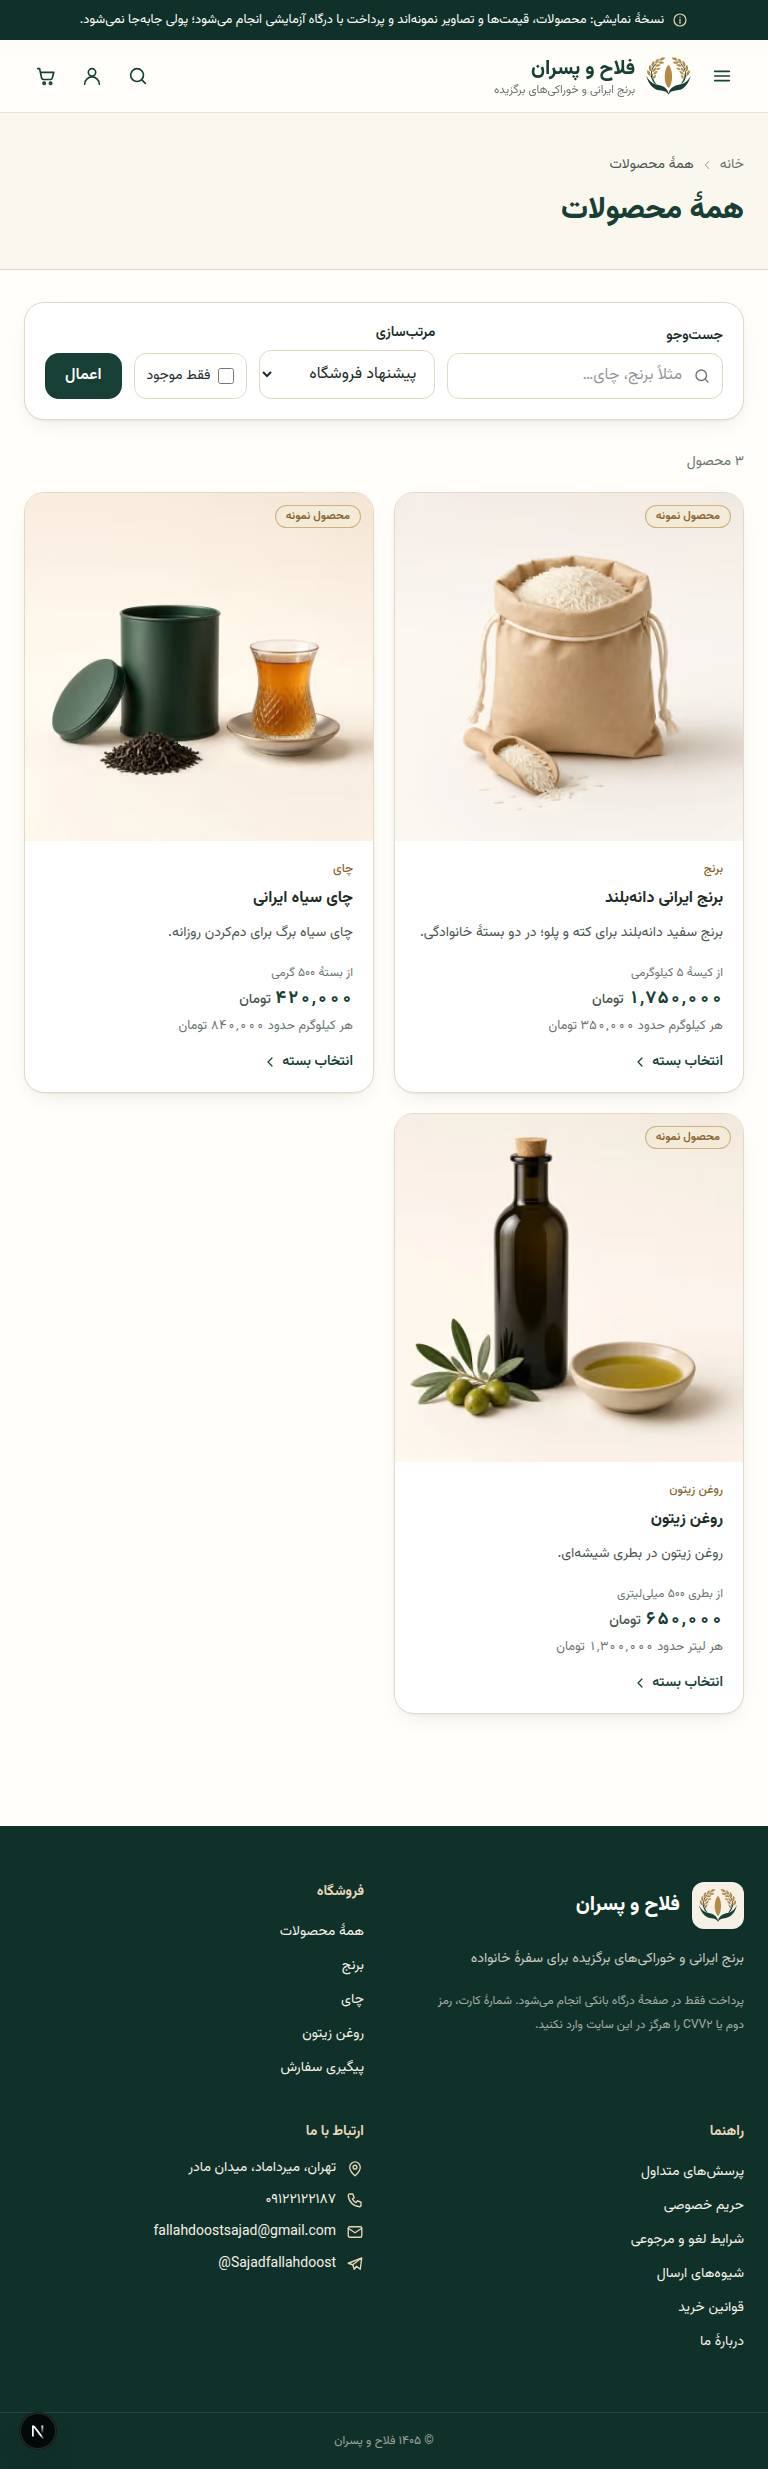 نسخهٔ نمایشی: محصولات، قیمت‌ها و تصاویر نمونه‌اند و پرداخت با درگاه آزمایشی انجام می‌شود؛ پولی جابه‌جا نمی‌شود.
فلاح و پسران
برنج ایرانی و خوراکی‌های برگزیده
خانه › همهٔ محصولات
همهٔ محصولات
جست‌وجو
مرتب‌سازی
مثلاً برنج، چای...
پیشنهاد فروشگاه
فقط موجود
اعمال
۳ محصول
محصول نمونه
برنج
برنج ایرانی دانه‌بلند
برنج سفید دانه‌بلند برای کته و پلو؛ در دو بستهٔ خانوادگی.
از کیسهٔ ۵ کیلوگرمی
۱,۷۵۰,۰۰۰ تومان
هر کیلوگرم حدود ۳۵۰,۰۰۰ تومان
انتخاب بسته
محصول نمونه
چای
چای سیاه ایرانی
چای سیاه برگ برای دم‌کردن روزانه.
از بستهٔ ۵۰۰ گرمی
۴۲۰,۰۰۰ تومان
هر کیلوگرم حدود ۸۴۰,۰۰۰ تومان
انتخاب بسته
محصول نمونه
روغن زیتون
روغن زیتون
روغن زیتون در بطری شیشه‌ای.
از بطری ۵۰۰ میلی‌لیتری
۶۵۰,۰۰۰ تومان
هر لیتر حدود ۱,۳۰۰,۰۰۰ تومان
انتخاب بسته
فلاح و پسران
برنج ایرانی و خوراکی‌های برگزیده برای سفرهٔ خانواده
پرداخت فقط در صفحهٔ درگاه بانکی انجام می‌شود. شمارهٔ کارت، رمز
دوم یا CVV۲ را هرگز در این سایت وارد نکنید.
فروشگاه
همهٔ محصولات
برنج
چای
روغن زیتون
پیگیری سفارش
راهنما
پرسش‌های متداول
حریم خصوصی
شرایط لغو و مرجوعی
شیوه‌های ارسال
قوانین خرید
دربارهٔ ما
ارتباط با ما
تهران، میرداماد، میدان مادر
۰۹۱۲۲۱۲۲۱۸۷
fallahdoostsajad@gmail.com
@Sajadfallahdoost
© ۱۴۰۵ فلاح و پسران
N